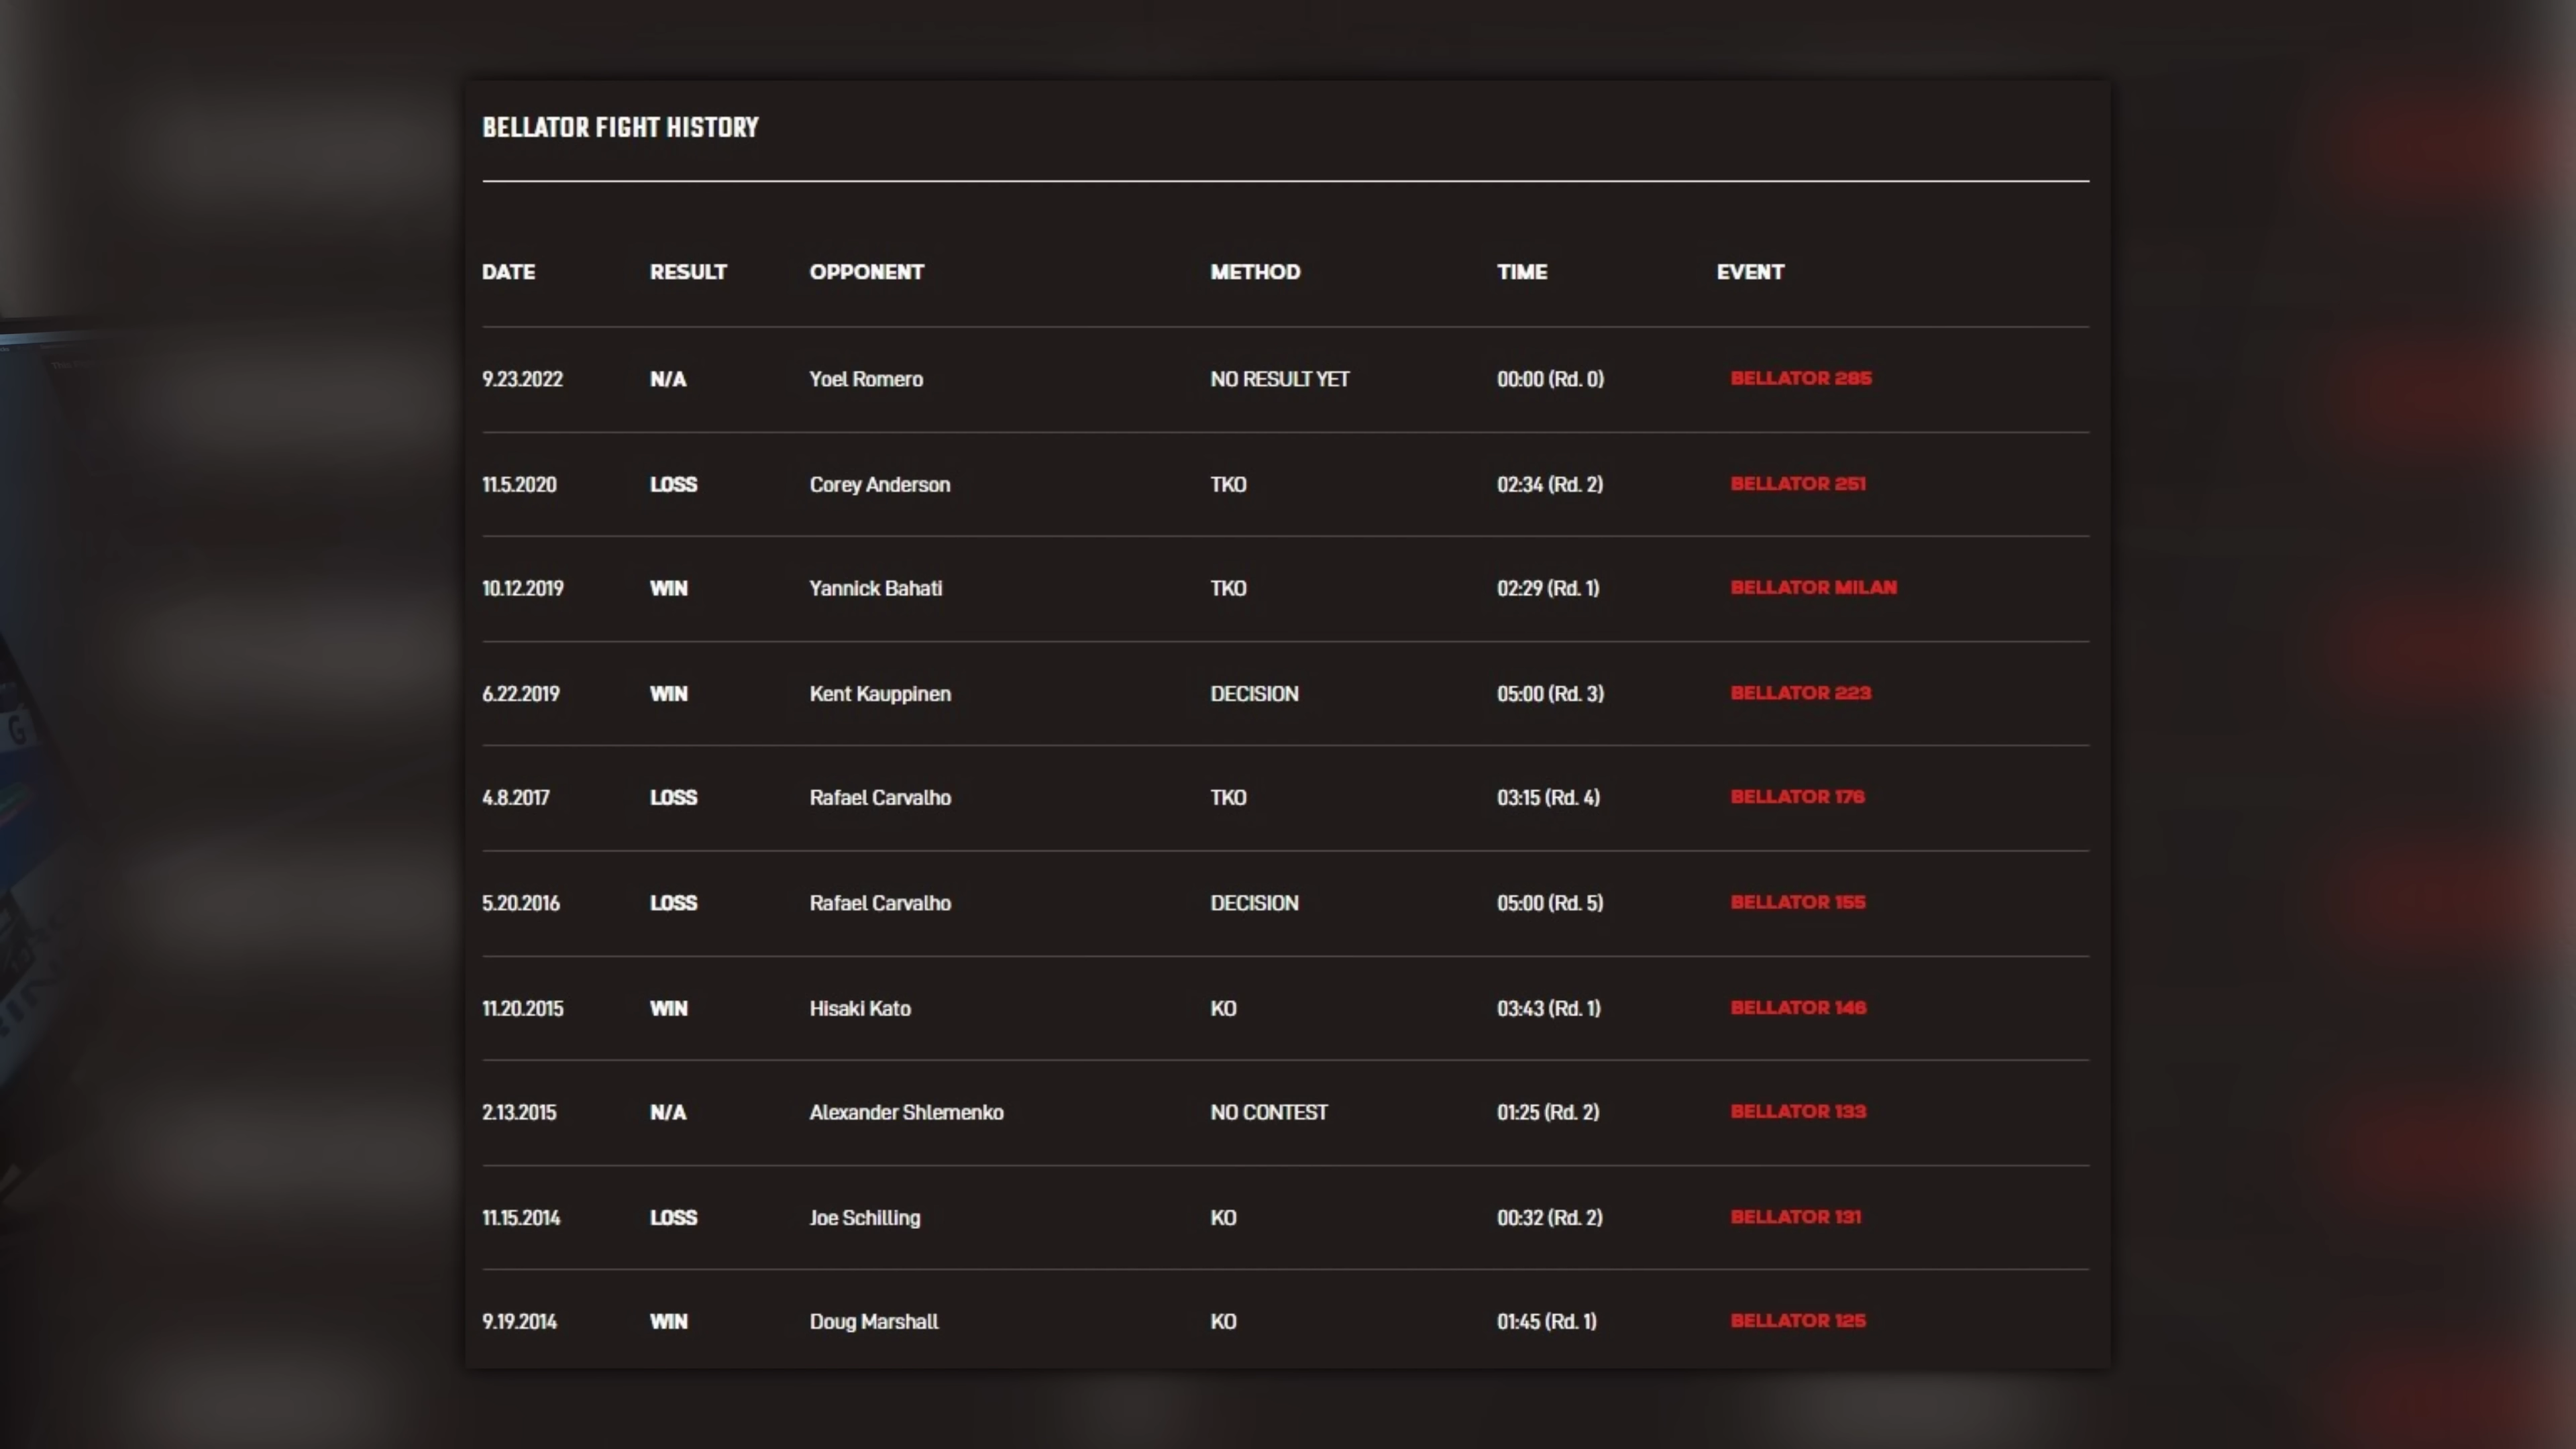 BELLATOR FIGHT HISTORY
DATE RESULT OPPONENT METHOD TIME EVENT
9.23.2022 N/A Yoel Romero NO RESULT YET 00:00 (Rd. 0) BELLATOR 285
11.5.2020 LOSS Corey Anderson TKO 02:34 (Rd. 2) BELLATOR 251
10.12.2019 WIN Yannick Bahati TKO 02:29 (Rd. 1) BELLATOR MILAN
6.22.2019 WIN Kent Kauppinen DECISION 05:00 (Rd. 3) BELLATOR 223
4.8.2017 LOSS Rafael Carvalho TKO 03:15 (Rd. 4) BELLATOR 176
5.20.2016 LOSS Rafael Carvalho DECISION 05:00 (Rd. 5) BELLATOR 155
11.20.2015 WIN Hisaki Kato KO 03:43 (Rd. 1) BELLATOR 146
2.13.2015 N/A Alexander Shlemenko NO CONTEST 01:25 (Rd. 2) BELLATOR 133
11.15.2014 LOSS Joe Schilling KO 00:32 (Rd. 2) BELLATOR 131
9.19.2014 WIN Doug Marshall KO 01:45 (Rd. 1) BELLATOR 125